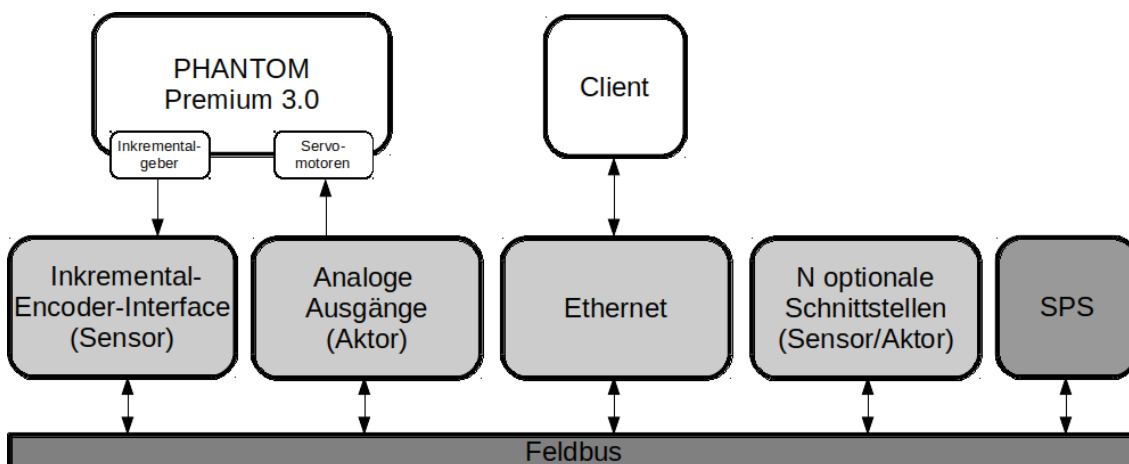 PHANTOM
Premium 3.0
Inkremental-
geber
Servo-
motoren
Client
Inkremental-
Encoder-Interface
(Sensor)
Analoge
Ausgänge
(Aktor)
Ethernet
N optionale
Schnittstellen
(Sensor/Aktor)
SPS
Feldbus